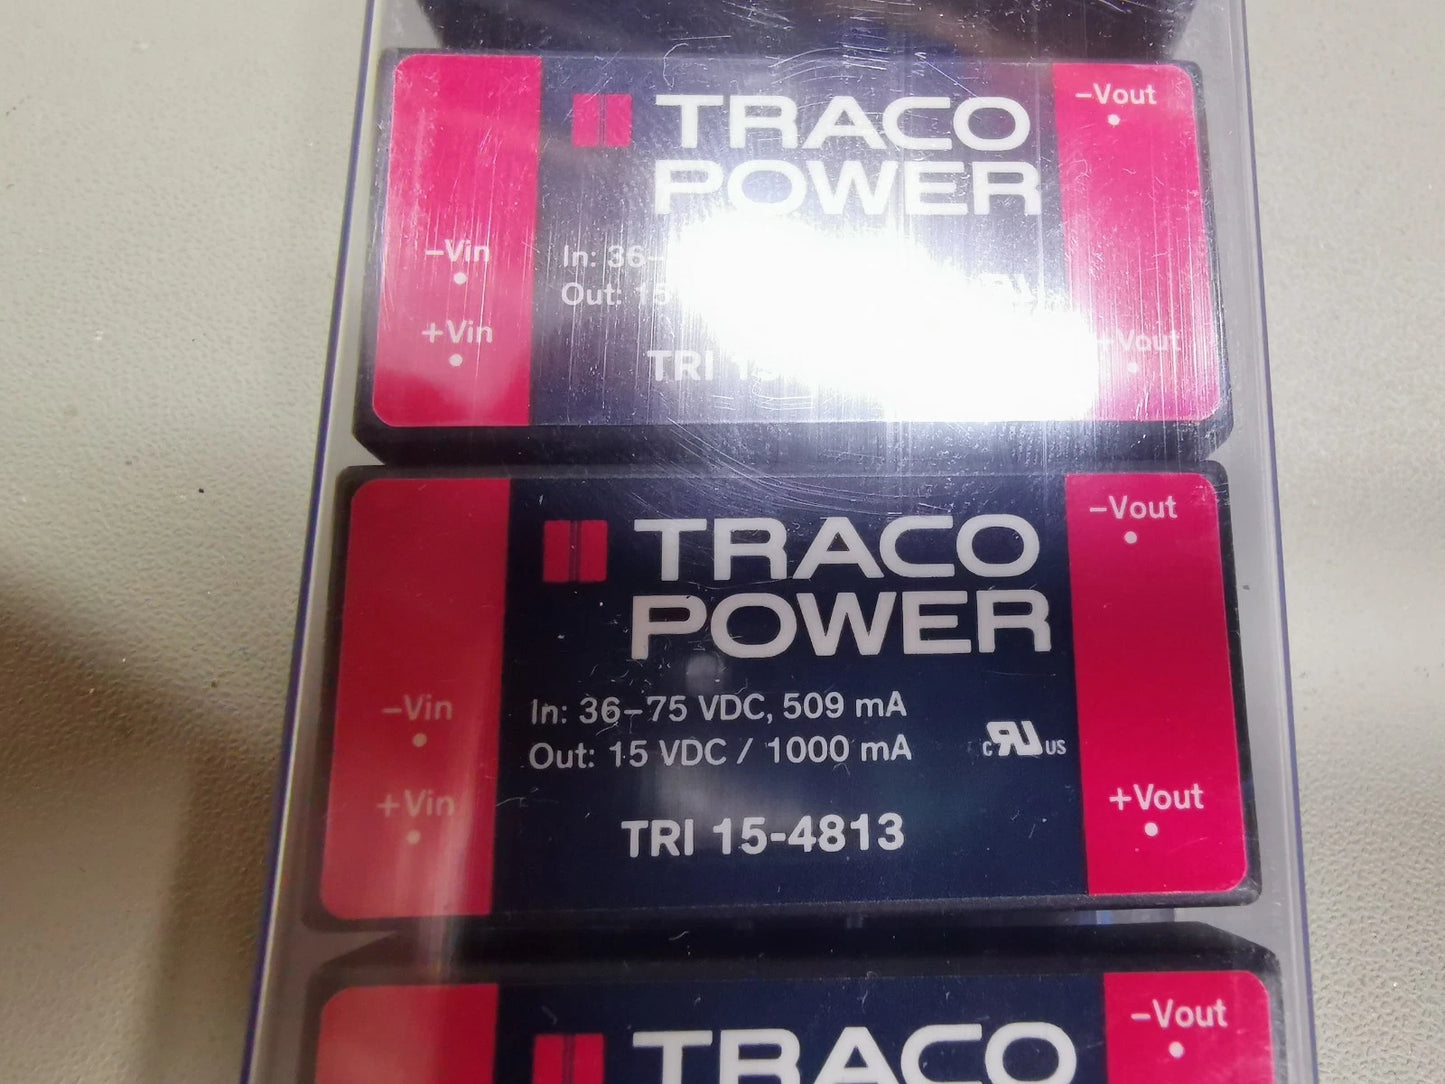 TRACO
POWER
-Vout
-Vin
In: 36-
Out: 15
+Vin
+Vout
TRI 15
TRACO
POWER
-Vout
-Vin
In: 36-75 VDC, 509 mA
Out: 15 VDC / 1000 mA
c RU US
+Vin
+Vout
TRI 15-4813
TRACO
-Vout